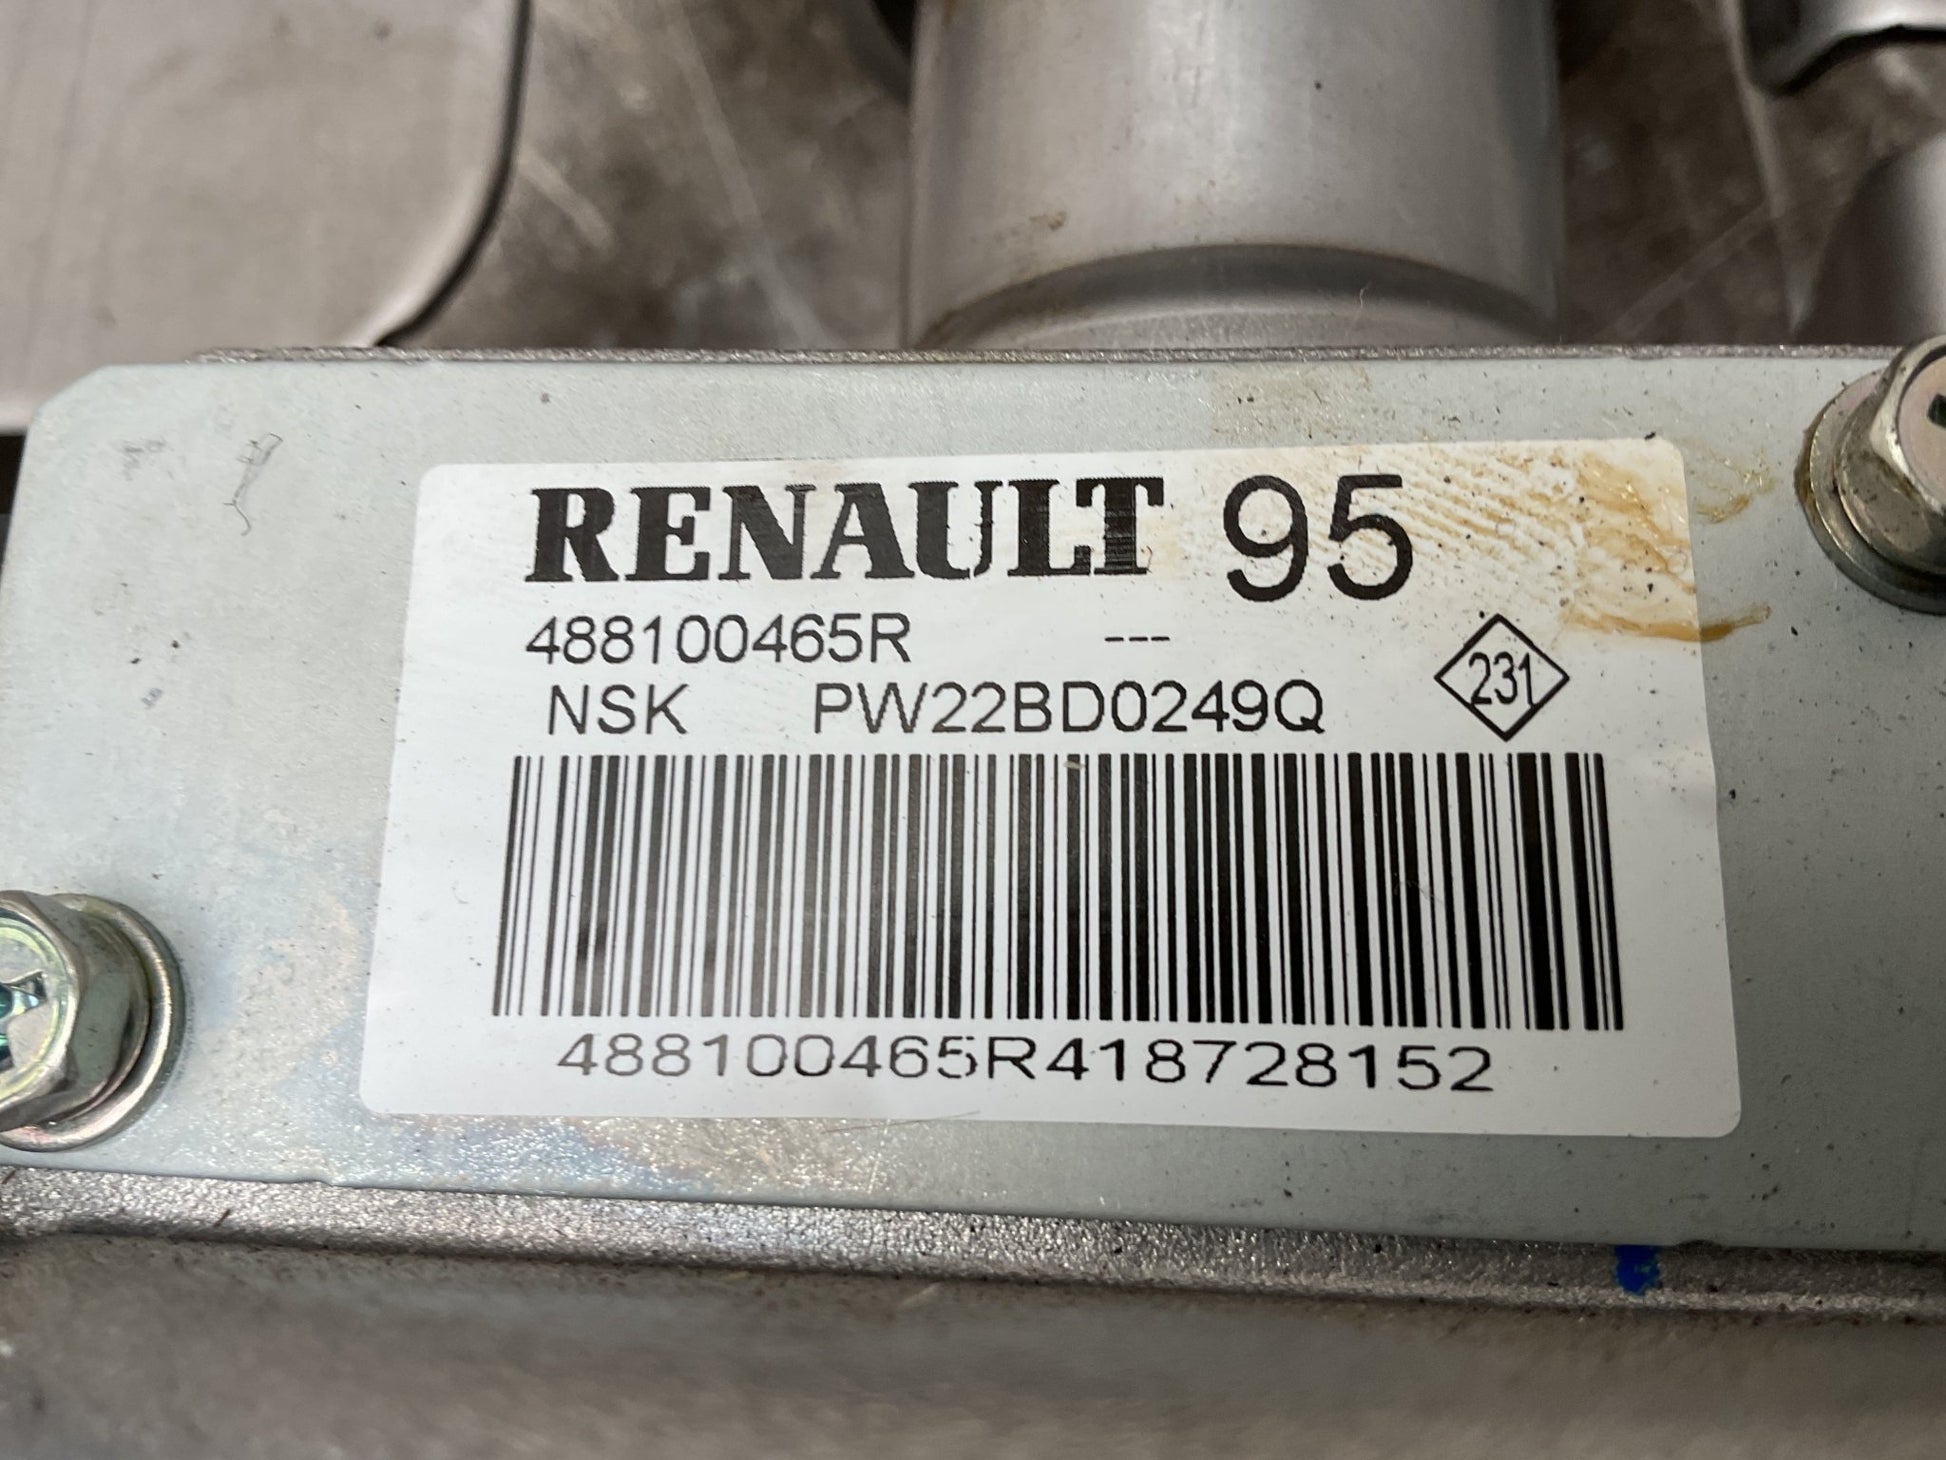 RENAULT 95
488100465R ---
NSK PW22BD0249Q 231
488100465R418728152